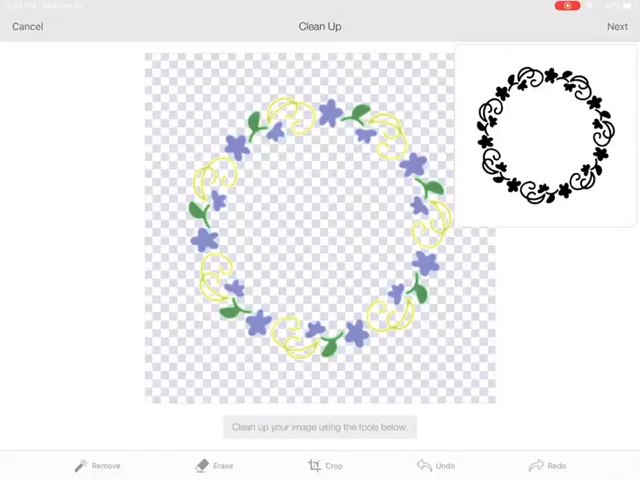 Cancel
Clean Up
Next
Clean up your image using the tools below.
Remove
Erase
Crop
Undo
Redo